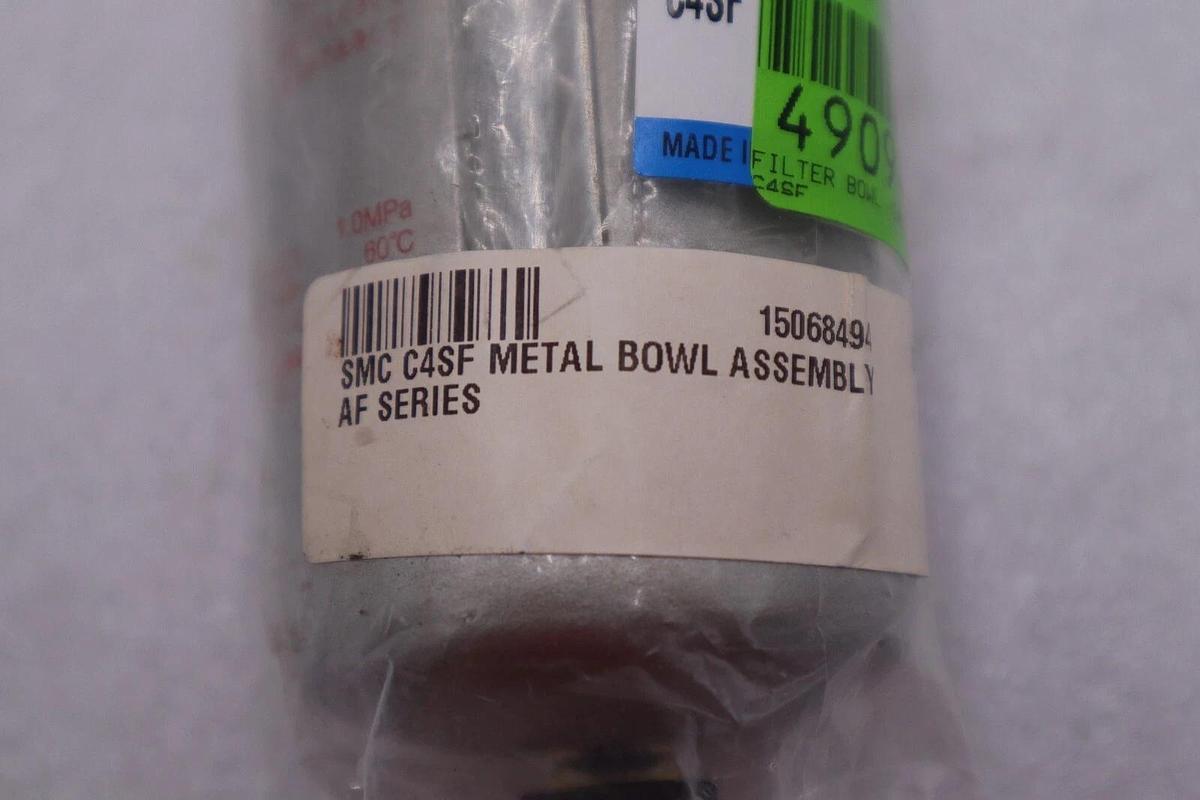 C4SF
4909
MADE I
FILTER BOWL
C4SF
1.0MPa
60°C
15068494
SMC C4SF METAL BOWL ASSEMBLY
AF SERIES